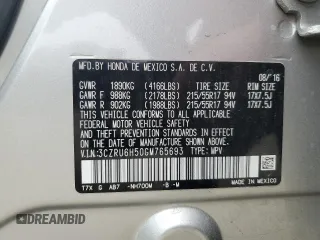 MFD.BY HONDA DE MEXICO S.A. DE C.V.
08/'16
GVWR 1890KG (4166LBS) TIRE SIZE RIM SIZE
GAWR F 988KG (2178LBS) 215/55R17 94V 17X7.5J
GAWR R 902KG (1988LBS) 215/55R17 94V 17X7.5J
THIS VEHICLE CONFORMS TO ALL APPLICABLE
FEDERAL MOTOR VEHICLE SAFETY AND THEFT
PREVENTION STANDARDS IN EFFECT ON THE
DATE OF MANUFACTURE SHOWN ABOVE.
V.I.N:3CZRU6H50GM765693 TYPE:MPV
MADE IN
MEXICO
17X G AB7 -NH700M -B -M